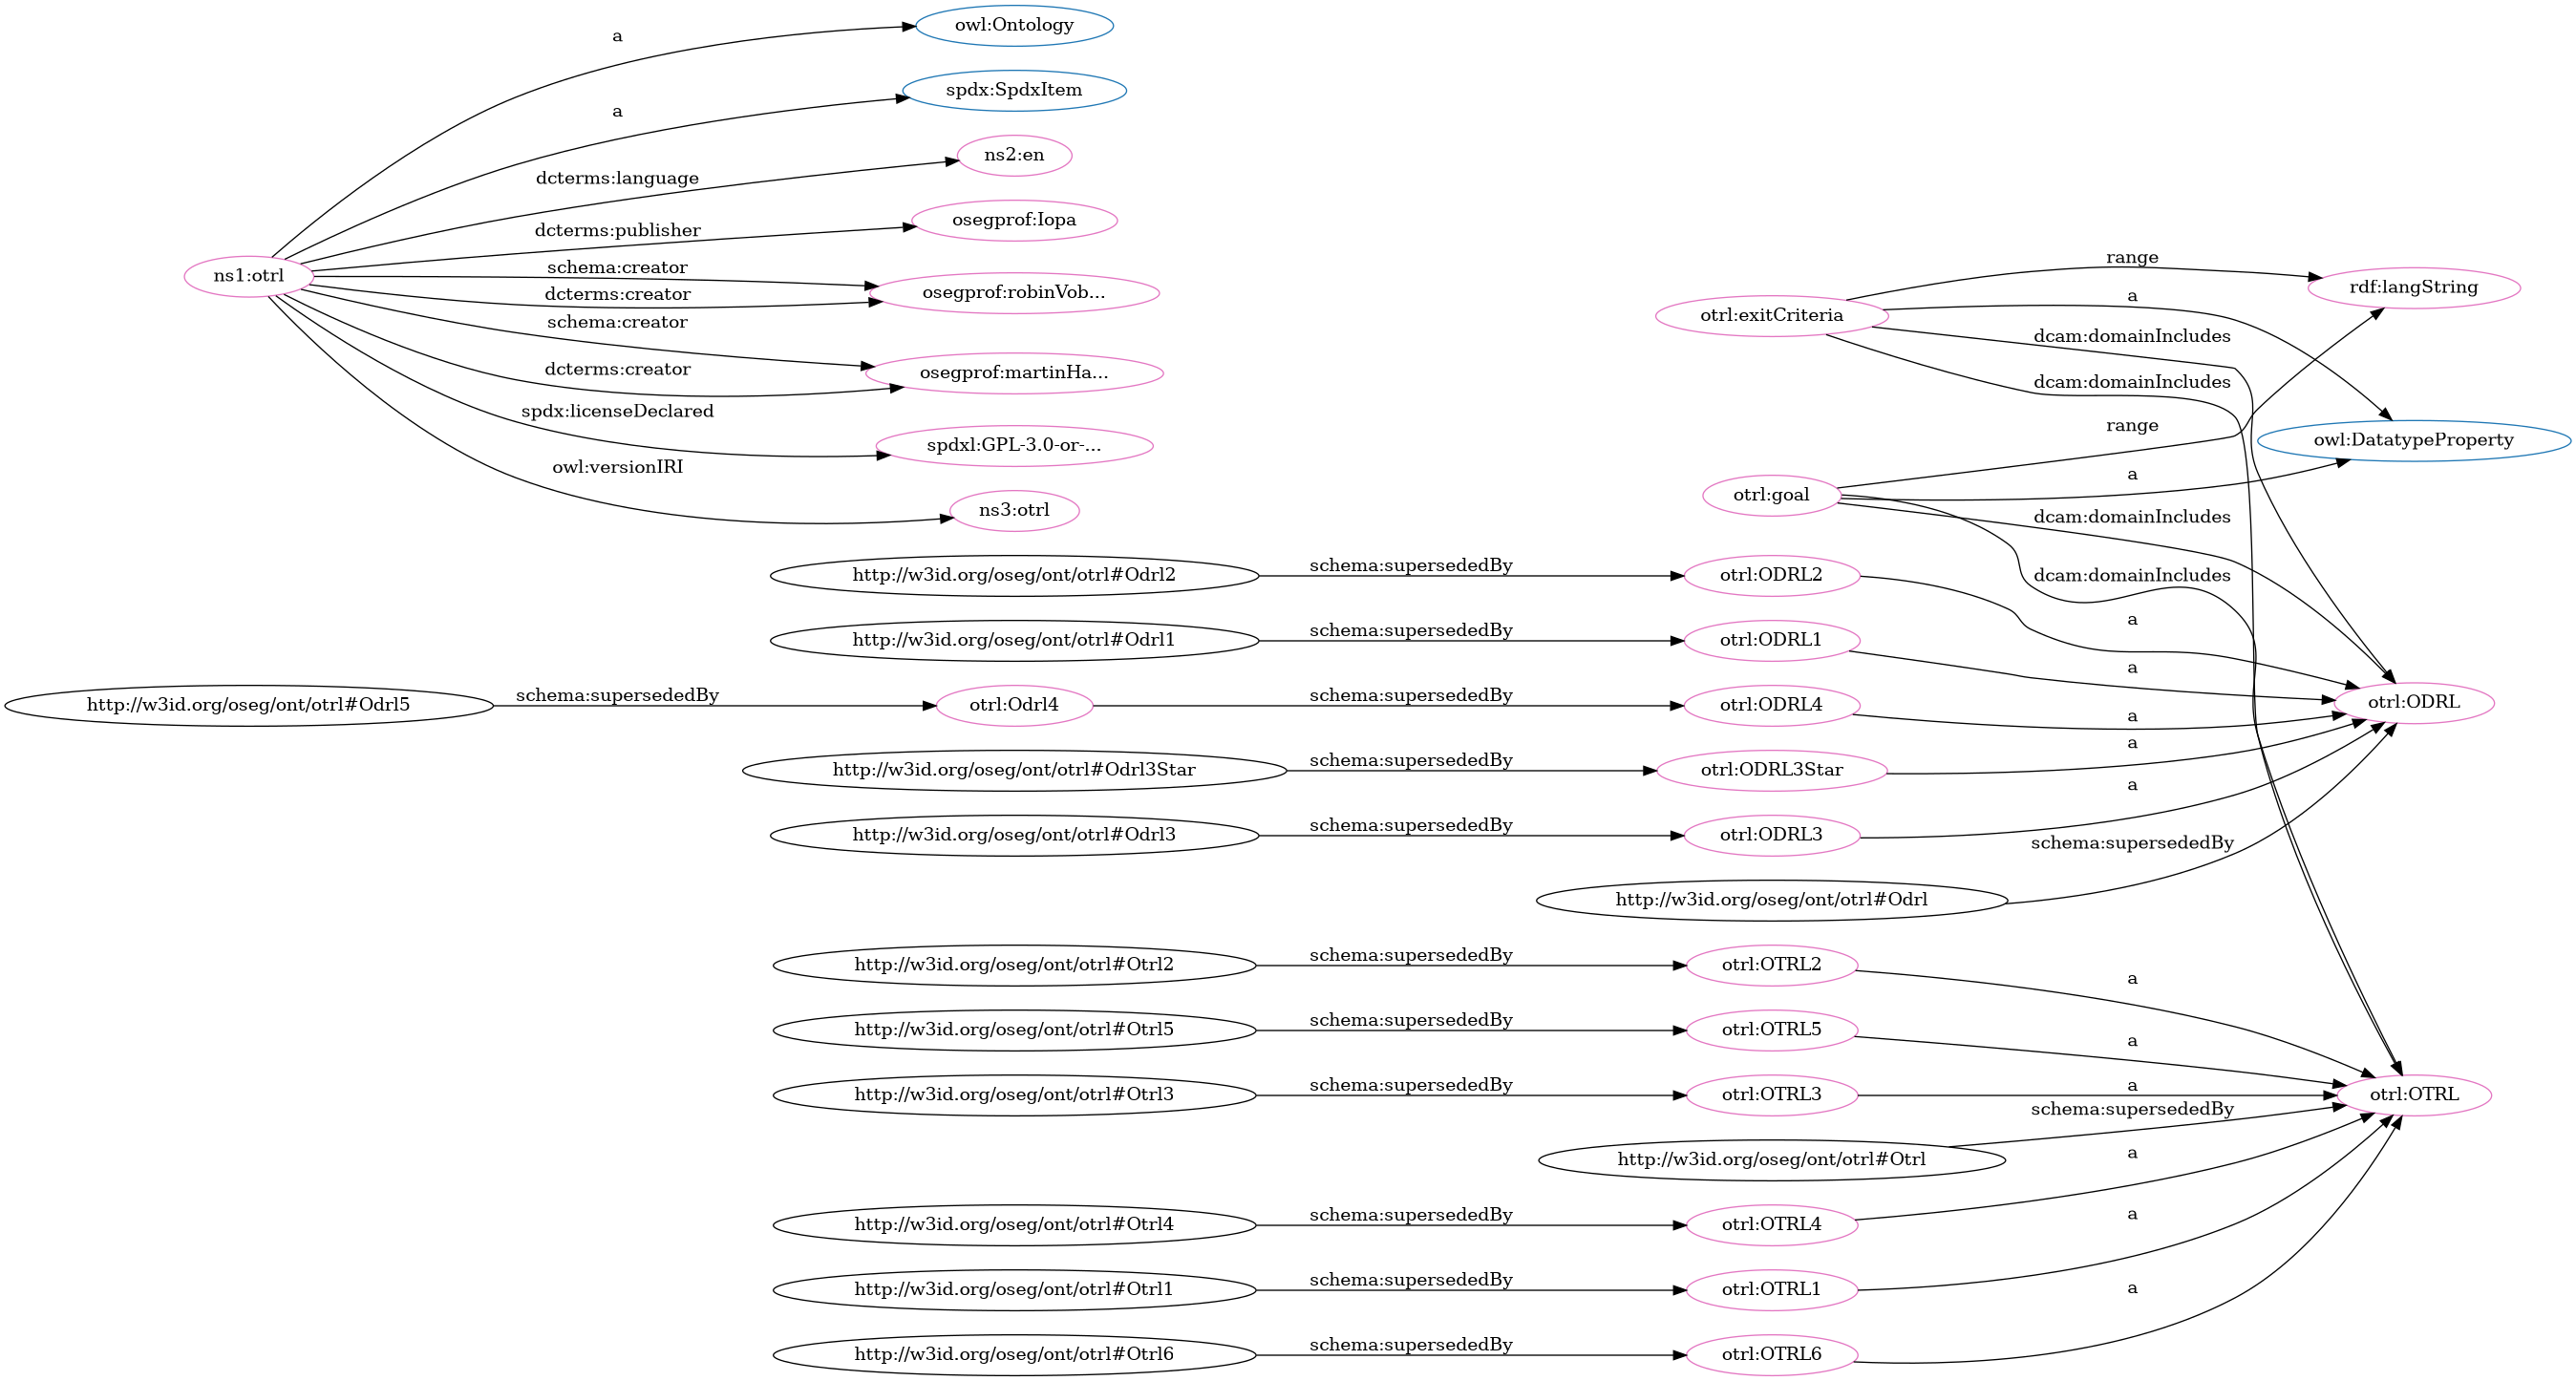 owl:Ontology
a
spdx:SpdxItem
a
ns2:en
dcterms:language
osegprof:Iopa
dcterms:publisher
ns1:otrl
schema:creator
osegprof:robinVob...
dcterms:creator
schema:creator
osegprof:martinHa...
dcterms:creator
spdx:licenseDeclared
spdxl:GPL-3.0-or-...
owl:versionIRI
ns3:otrl
range
rdf:langString
otrl:exitCriteria
a
dcam:domainIncludes
dcam:domainIncludes
range
owl:DatatypeProperty
otrl:goal
a
dcam:domainIncludes
dcam:domainIncludes
http://w3id.org/oseg/ont/otrl#Odrl2
schema:supersededBy
otrl:ODRL2
a
http://w3id.org/oseg/ont/otrl#Odrl1
schema:supersededBy
otrl:ODRL1
a
http://w3id.org/oseg/ont/otrl#Odrl5
schema:supersededBy
otrl:Odrl4
schema:supersededBy
otrl:ODRL4
a
otrl:ODRL
http://w3id.org/oseg/ont/otrl#Odrl3Star
schema:supersededBy
otrl:ODRL3Star
a
http://w3id.org/oseg/ont/otrl#Odrl3
schema:supersededBy
otrl:ODRL3
a
http://w3id.org/oseg/ont/otrl#Odrl
schema:supersededBy
http://w3id.org/oseg/ont/otrl#Otrl2
schema:supersededBy
otrl:OTRL2
a
http://w3id.org/oseg/ont/otrl#Otrl5
schema:supersededBy
otrl:OTRL5
a
http://w3id.org/oseg/ont/otrl#Otrl3
schema:supersededBy
otrl:OTRL3
a
otrl:OTRL
http://w3id.org/oseg/ont/otrl#Otrl
schema:supersededBy
http://w3id.org/oseg/ont/otrl#Otrl4
schema:supersededBy
otrl:OTRL4
a
http://w3id.org/oseg/ont/otrl#Otrl1
schema:supersededBy
otrl:OTRL1
a
http://w3id.org/oseg/ont/otrl#Otrl6
schema:supersededBy
otrl:OTRL6
a